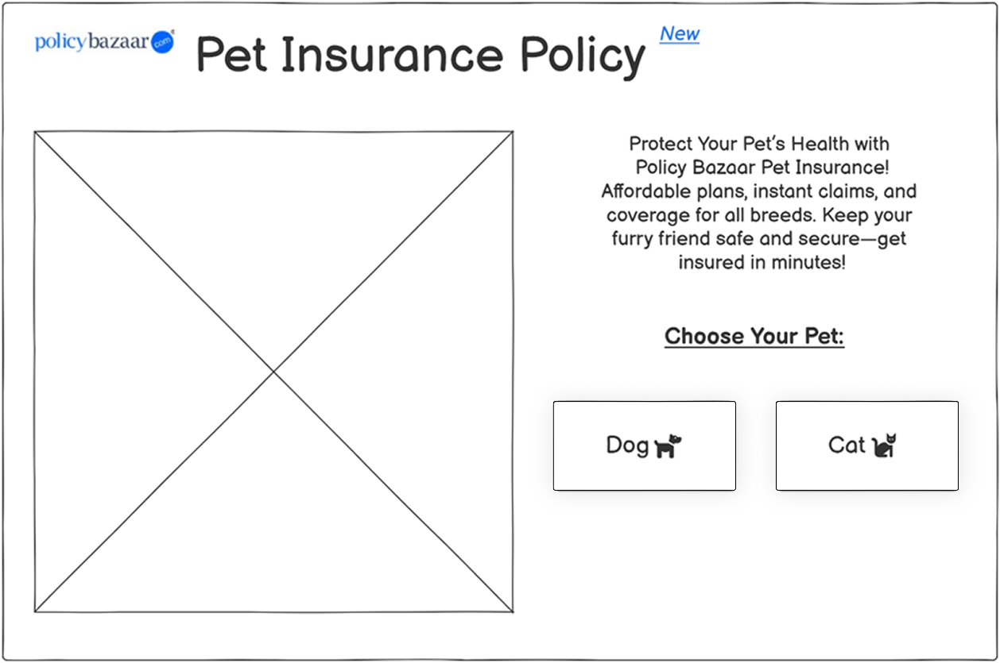 policybazaar com
Pet Insurance Policy
New
Protect Your Pet's Health with
Policy Bazaar Pet Insurance!
Affordable plans, instant claims, and
coverage for all breeds. Keep your
furry friend safe and secure—get
insured in minutes!
Choose Your Pet:
Dog
Cat